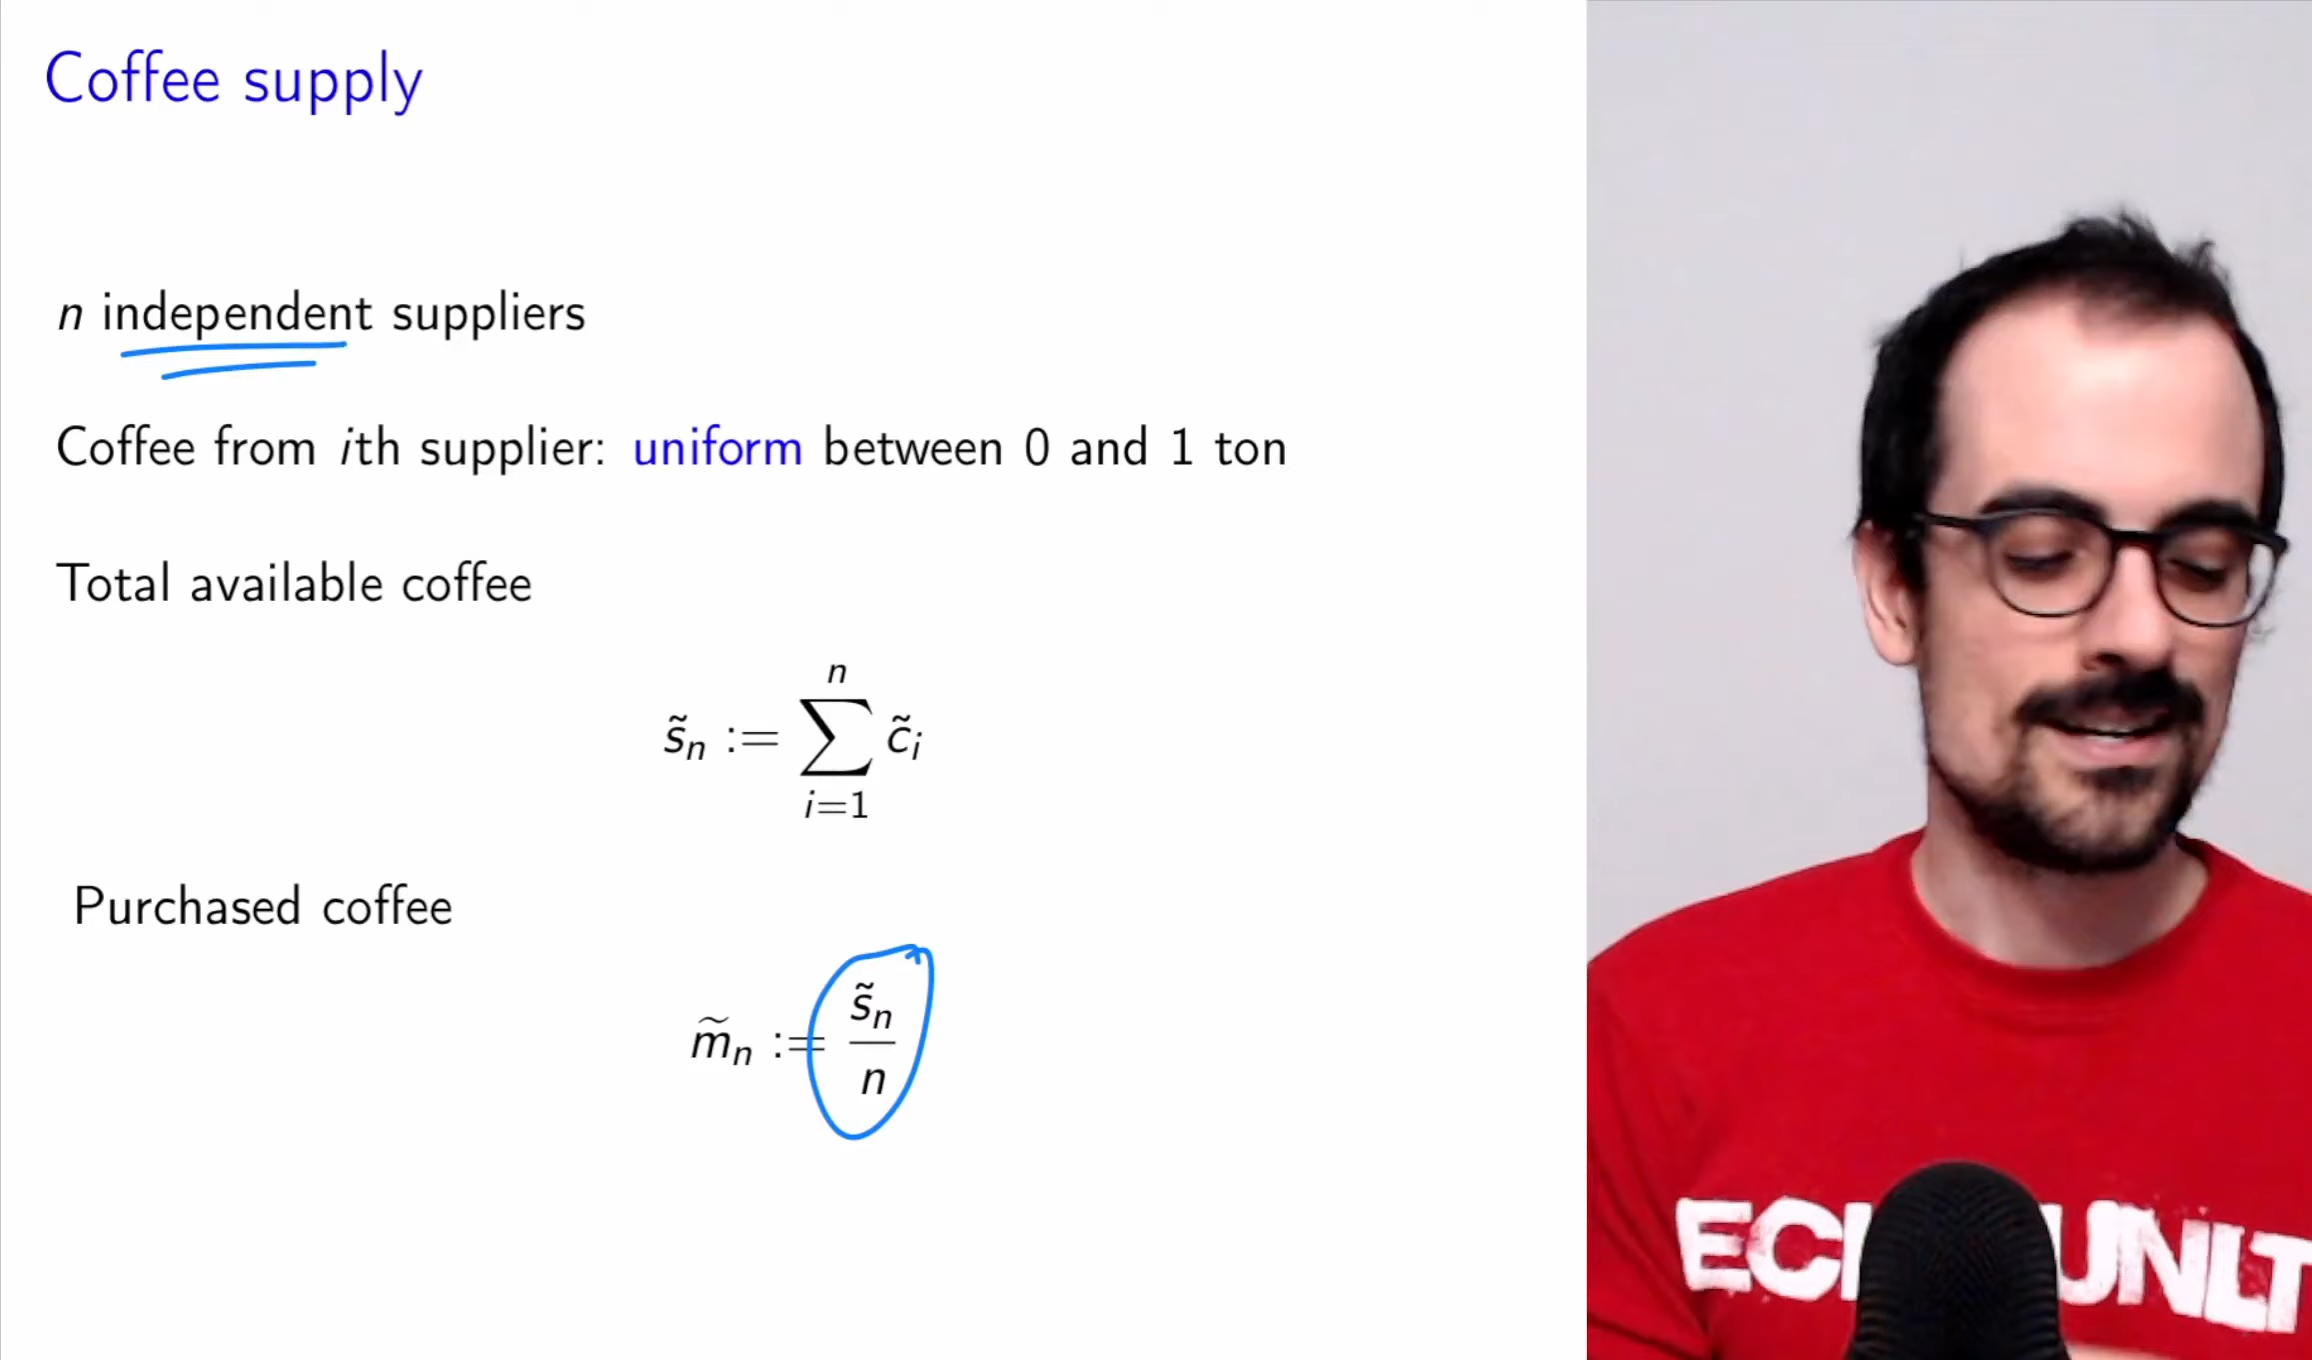 Coffee supply
n independent suppliers
Coffee from ith supplier: uniform between 0 and 1 ton
Total available coffee
s̃ₙ := ∑ᵢ₌₁ⁿ c̃ᵢ
Purchased coffee
m̃ₙ := s̃ₙ / n